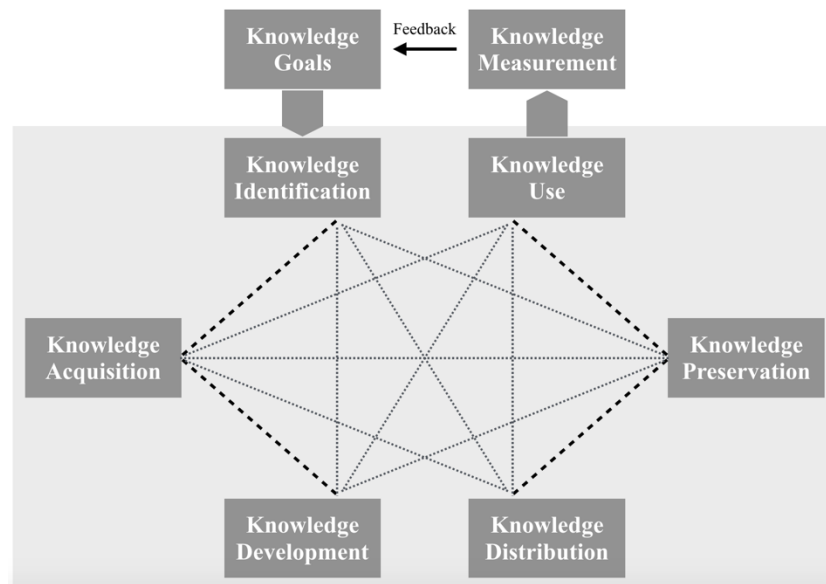 Knowledge
Goals
Feedback
Knowledge
Measurement
Knowledge
Identification
Knowledge
Use
Knowledge
Acquisition
Knowledge
Preservation
Knowledge
Development
Knowledge
Distribution